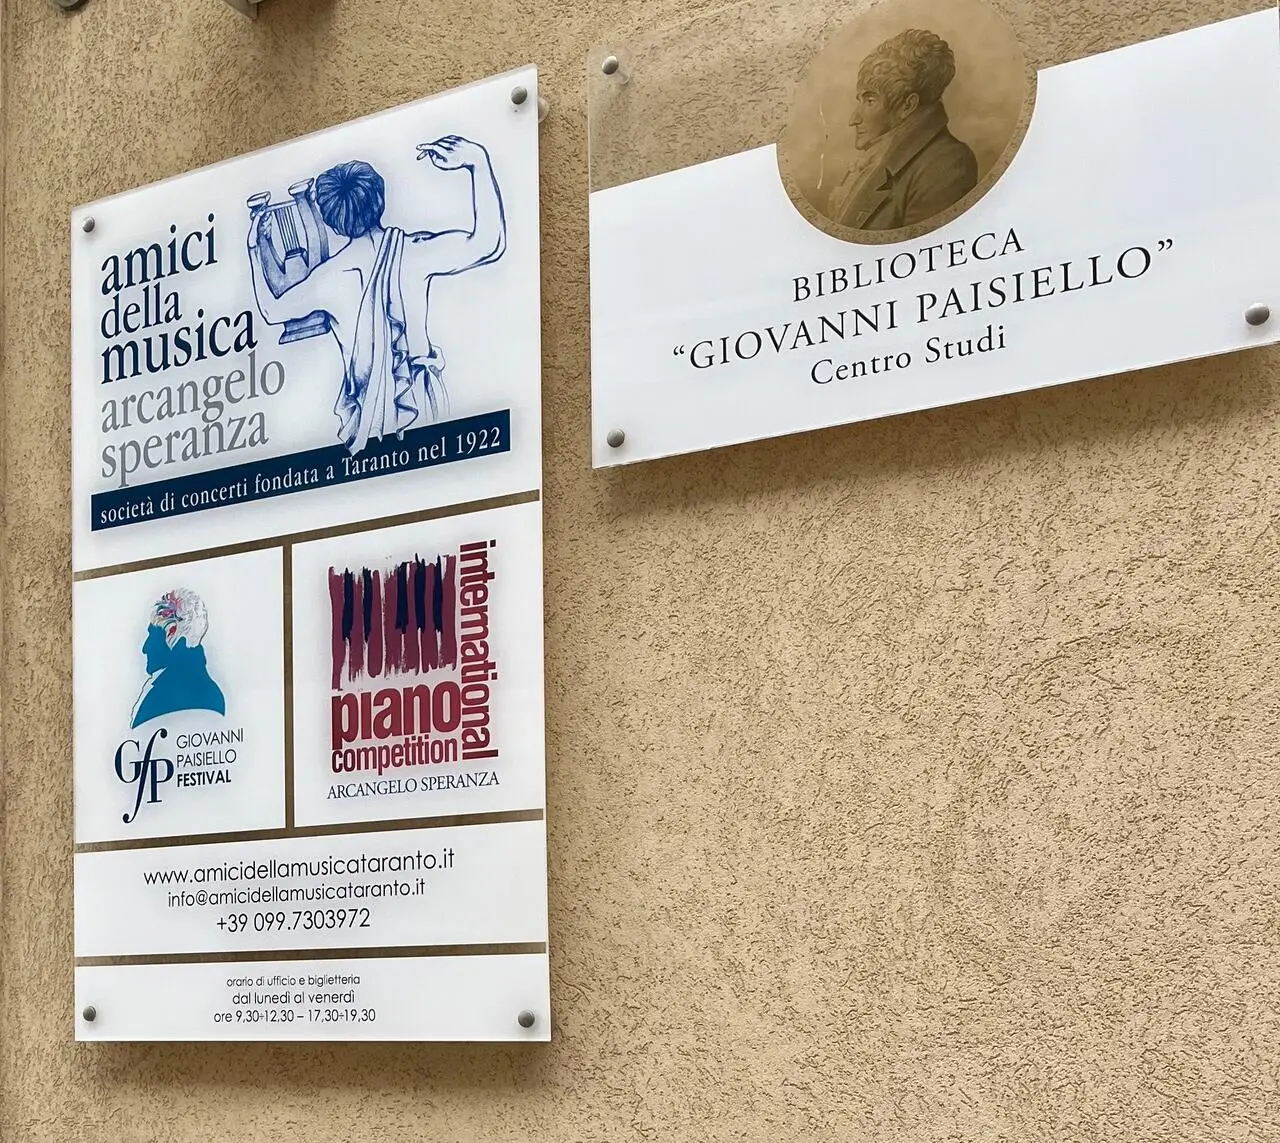 amici
della
musica
arcangelo
speranza
società di concerti fondata a Taranto nel 1922
GfP
GIOVANNI
PAISIELLO
FESTIVAL
international
piano
competition
ARCANGELO SPERANZA
www.amicidellamusicataranto.it
info@amicidellamusicataranto.it
+39 099.7303972
orario di ufficio e biglietteria
dal lunedì al venerdì
ore 9,30÷12,30 – 17,30÷19,30
BIBLIOTECA
“GIOVANNI PAISIELLO”
Centro Studi